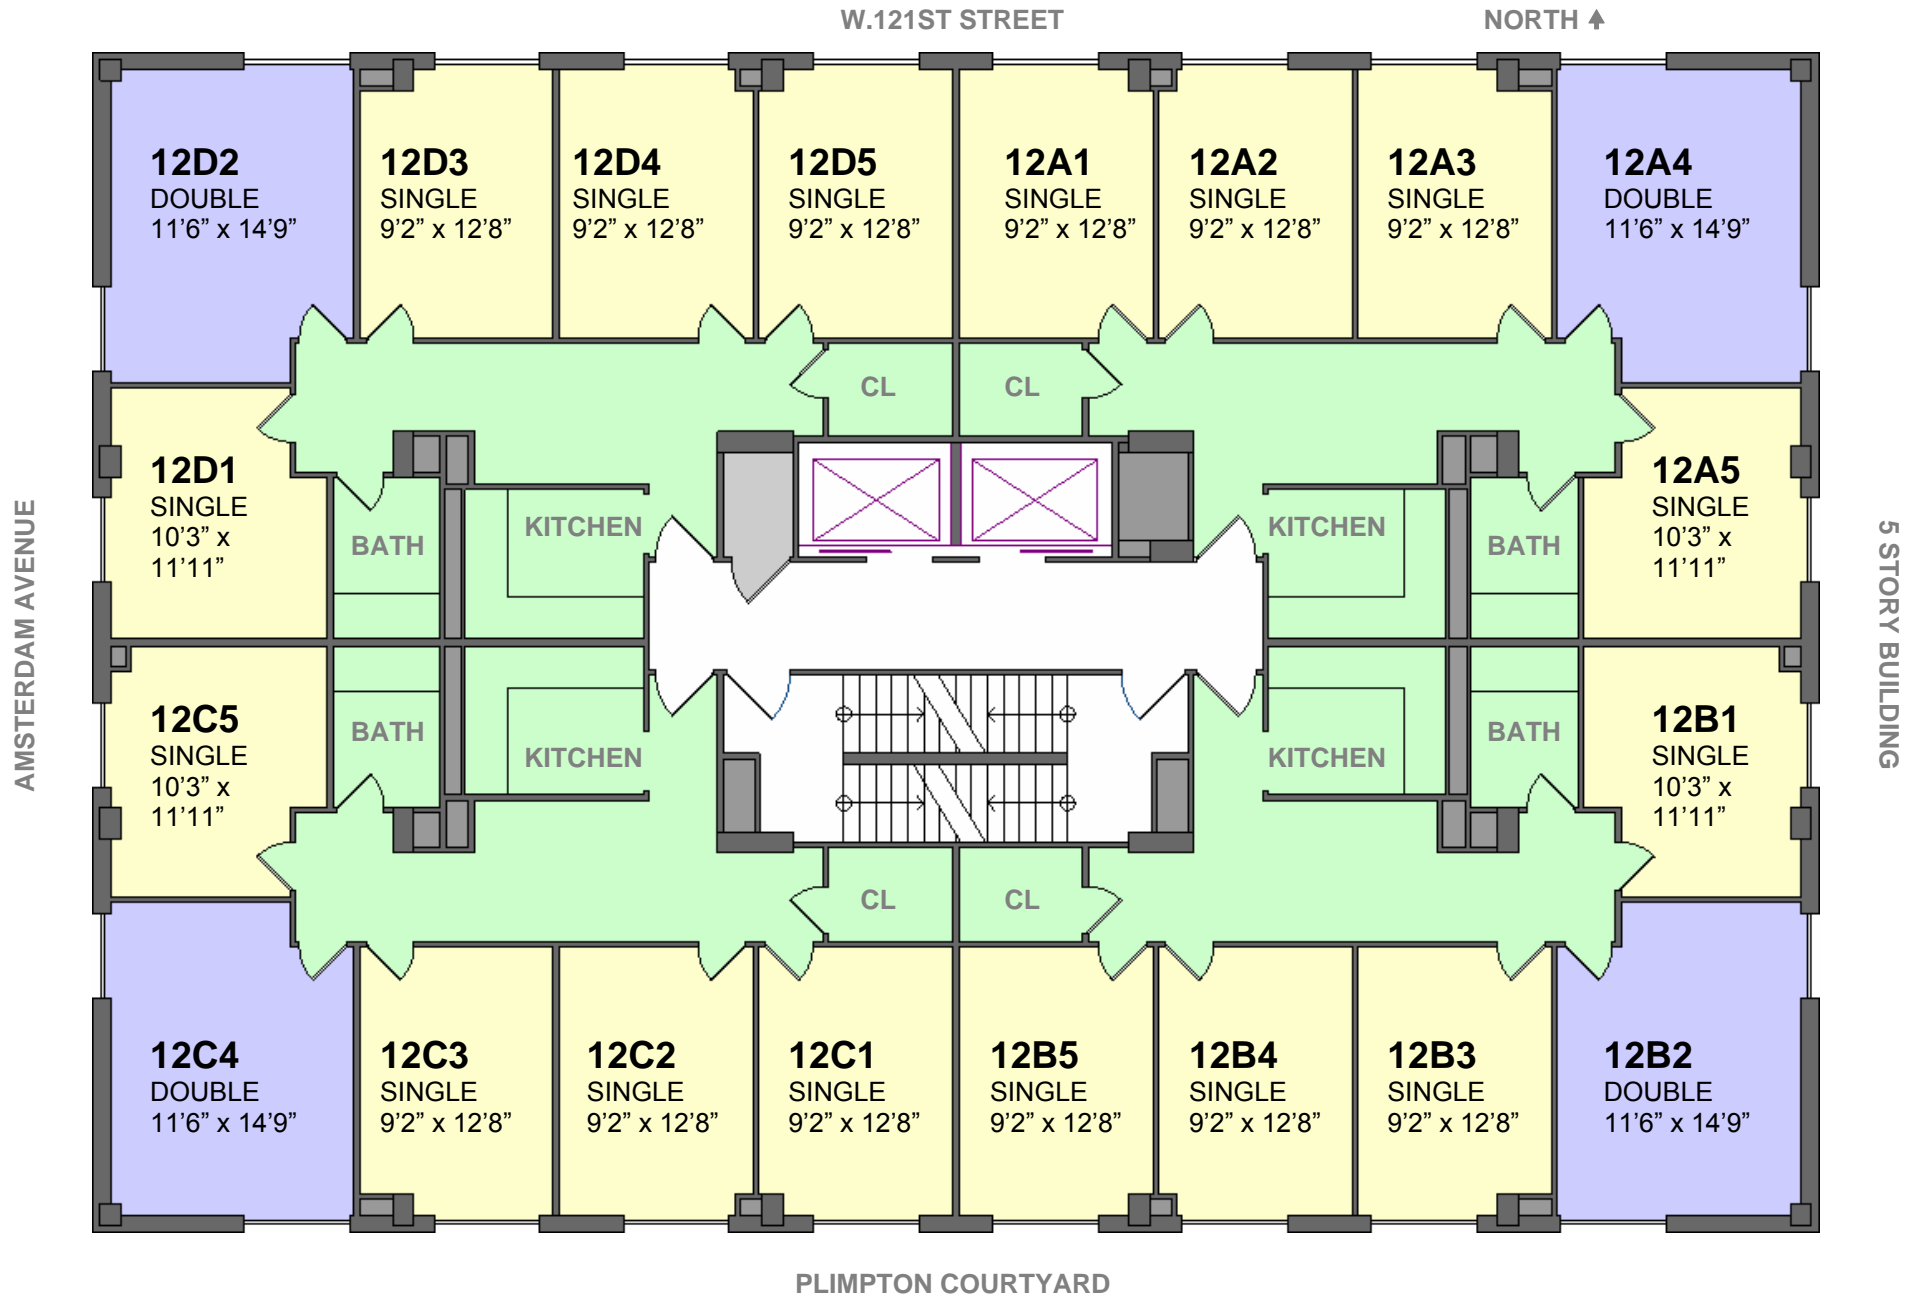 W.121ST STREET
NORTH
12D2
DOUBLE
11’6” x 14’9”
12D3
SINGLE
9’2” x 12’8”
12D4
SINGLE
9’2” x 12’8”
12D5
SINGLE
9’2” x 12’8”
12A1
SINGLE
9’2” x 12’8”
12A2
SINGLE
9’2” x 12’8”
12A3
SINGLE
9’2” x 12’8”
12A4
DOUBLE
11’6” x 14’9”
CL
CL
12D1
SINGLE
10’3” x
11’11”
BATH
KITCHEN
KITCHEN
BATH
12A5
SINGLE
10’3” x
11’11”
AMSTERDAM AVENUE
5 STORY BUILDING
12C5
SINGLE
10’3” x
11’11”
BATH
KITCHEN
KITCHEN
BATH
12B1
SINGLE
10’3” x
11’11”
CL
CL
12C4
DOUBLE
11’6” x 14’9”
12C3
SINGLE
9’2” x 12’8”
12C2
SINGLE
9’2” x 12’8”
12C1
SINGLE
9’2” x 12’8”
12B5
SINGLE
9’2” x 12’8”
12B4
SINGLE
9’2” x 12’8”
12B3
SINGLE
9’2” x 12’8”
12B2
DOUBLE
11’6” x 14’9”
PLIMPTON COURTYARD